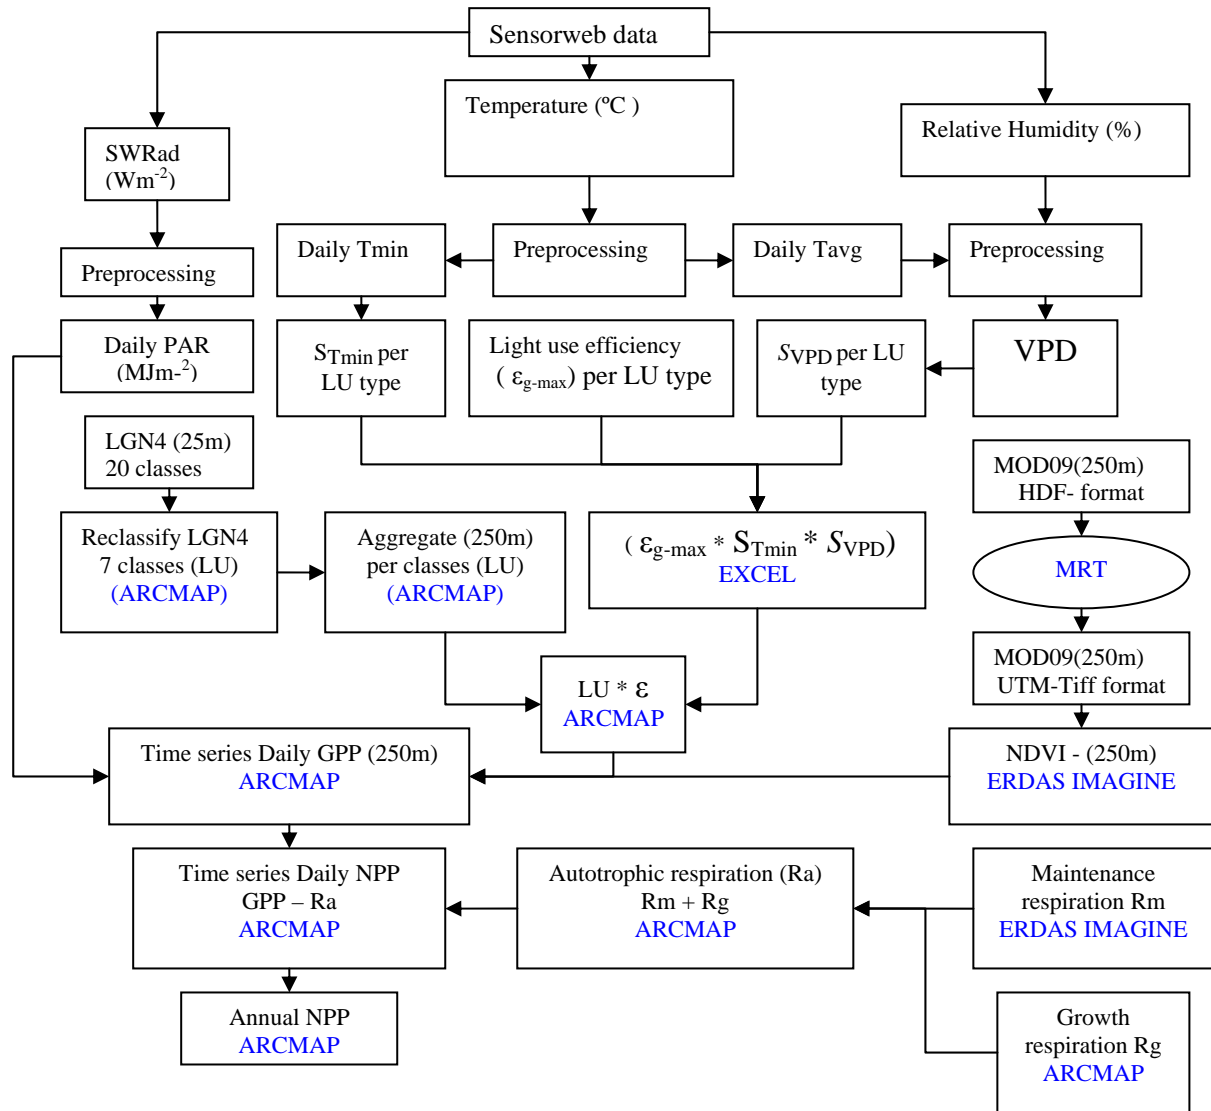 Sensorweb data
Temperature (ºC )
Relative Humidity (%)
SWRad
(Wm-2)
Daily Tmin
Preprocessing
Daily Tavg
Preprocessing
Preprocessing
Daily PAR
(MJm-2)
STmin per
LU type
Light use efficiency
( εg-max) per LU type
SVPD per LU
type
VPD
LGN4 (25m)
20 classes
MOD09(250m)
HDF- format
Reclassify LGN4
7 classes (LU)
(ARCMAP)
Aggregate (250m)
per classes (LU)
(ARCMAP)
( εg-max * STmin * SVPD)
EXCEL
MRT
MOD09(250m)
UTM-Tiff format
LU * ε
ARCMAP
Time series Daily GPP (250m)
ARCMAP
NDVI - (250m)
ERDAS IMAGINE
Time series Daily NPP
GPP – Ra
ARCMAP
Autotrophic respiration (Ra)
Rm + Rg
ARCMAP
Maintenance
respiration Rm
ERDAS IMAGINE
Annual NPP
ARCMAP
Growth
respiration Rg
ARCMAP